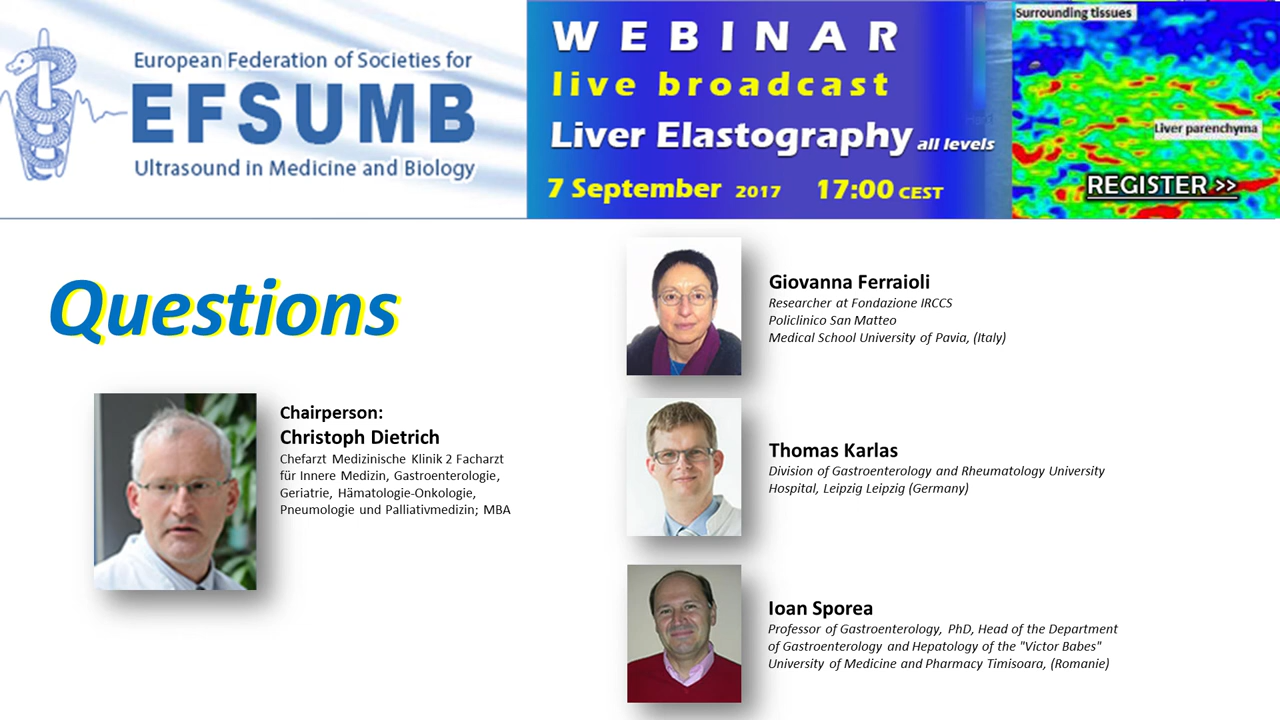 European Federation of Societies for
EFSUMB
Ultrasound in Medicine and Biology
WEBINAR
live broadcast
Liver Elastography all levels
7 September 2017 17:00 CEST
Surrounding tissues
Liver parenchyma
REGISTER >>
Questions
Chairperson:
Christoph Dietrich
Chefarzt Medizinische Klinik 2 Facharzt
für Innere Medizin, Gastroenterologie,
Geriatrie, Hämatologie-Onkologie,
Pneumologie und Palliativmedizin; MBA
Giovanna Ferraioli
Researcher at Fondazione IRCCS
Policlinico San Matteo
Medical School University of Pavia, (Italy)
Thomas Karlas
Division of Gastroenterology and Rheumatology University
Hospital, Leipzig Leipzig (Germany)
Ioan Sporea
Professor of Gastroenterology, PhD, Head of the Department
of Gastroenterology and Hepatology of the "Victor Babes"
University of Medicine and Pharmacy Timisoara, (Romanie)